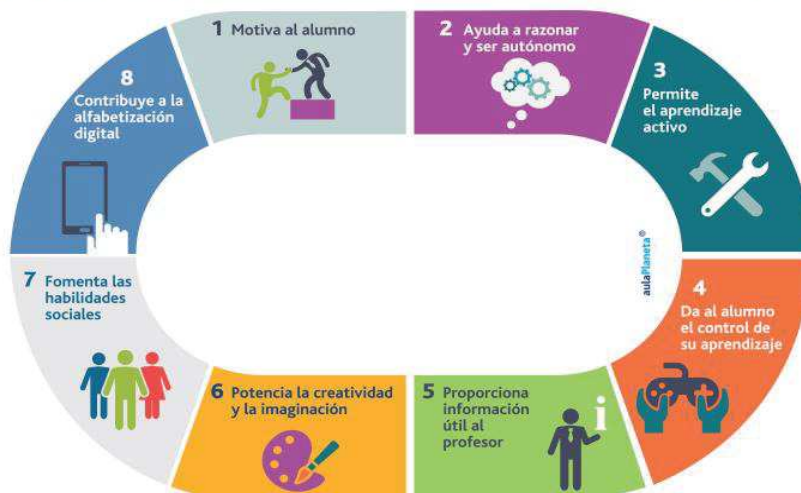 1 Motiva al alumno
2 Ayuda a razonar
y ser autónomo
3
Permite
el aprendizaje
activo
4
Da al alumno
el control de
su aprendizaje
5 Proporciona
información
útil al
profesor
i
6 Potencia la creatividad
y la imaginación
7 Fomenta las
habilidades
sociales
8
Contribuye a la
alfabetización
digital
aulaPlaneta®